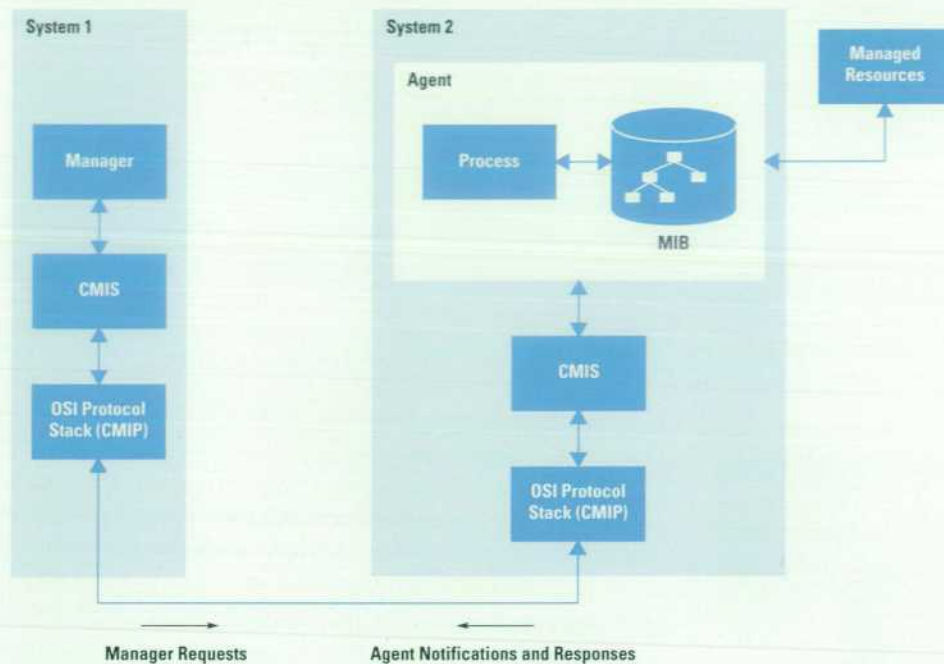 System 1
System 2
Managed
Resources
Agent
Manager
Process
MIB
CMIS
CMIS
OSI Protocol
Stack (CMIP)
OSI Protocol
Stack (CMIP)
Manager Requests
Agent Notifications and Responses